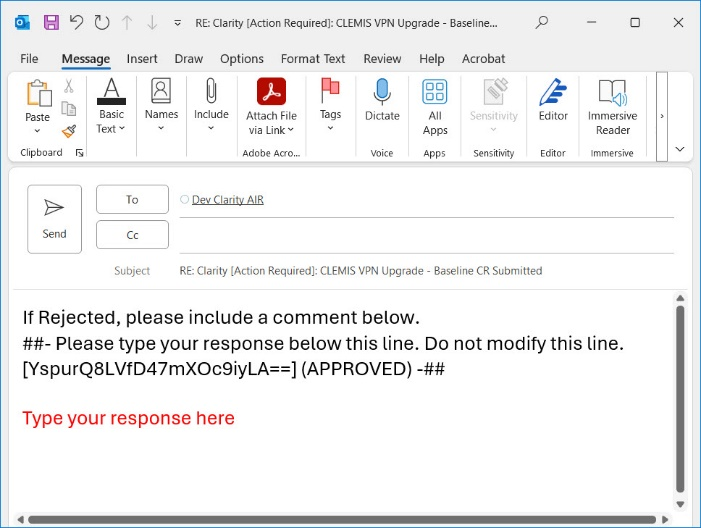 RE: Clarity [Action Required]: CLEMIS VPN Upgrade - Baseline...
File Message Insert Draw Options Format Text Review Help Acrobat
Paste
Clipboard
Basic Text
Names
Include
Attach File via Link
Adobe Acro...
Tags
Dictate
Voice
All Apps
Apps
Sensitivity
Sensitivity
Editor
Editor
Immersive Reader
Immersive
Send
To
Dev Clarity AIR
Cc
Subject RE: Clarity [Action Required]: CLEMIS VPN Upgrade - Baseline CR Submitted
If Rejected, please include a comment below.
##- Please type your response below this line. Do not modify this line.
[YspurQ8LVfD47mXOc9iyLA==] (APPROVED) -##
Type your response here